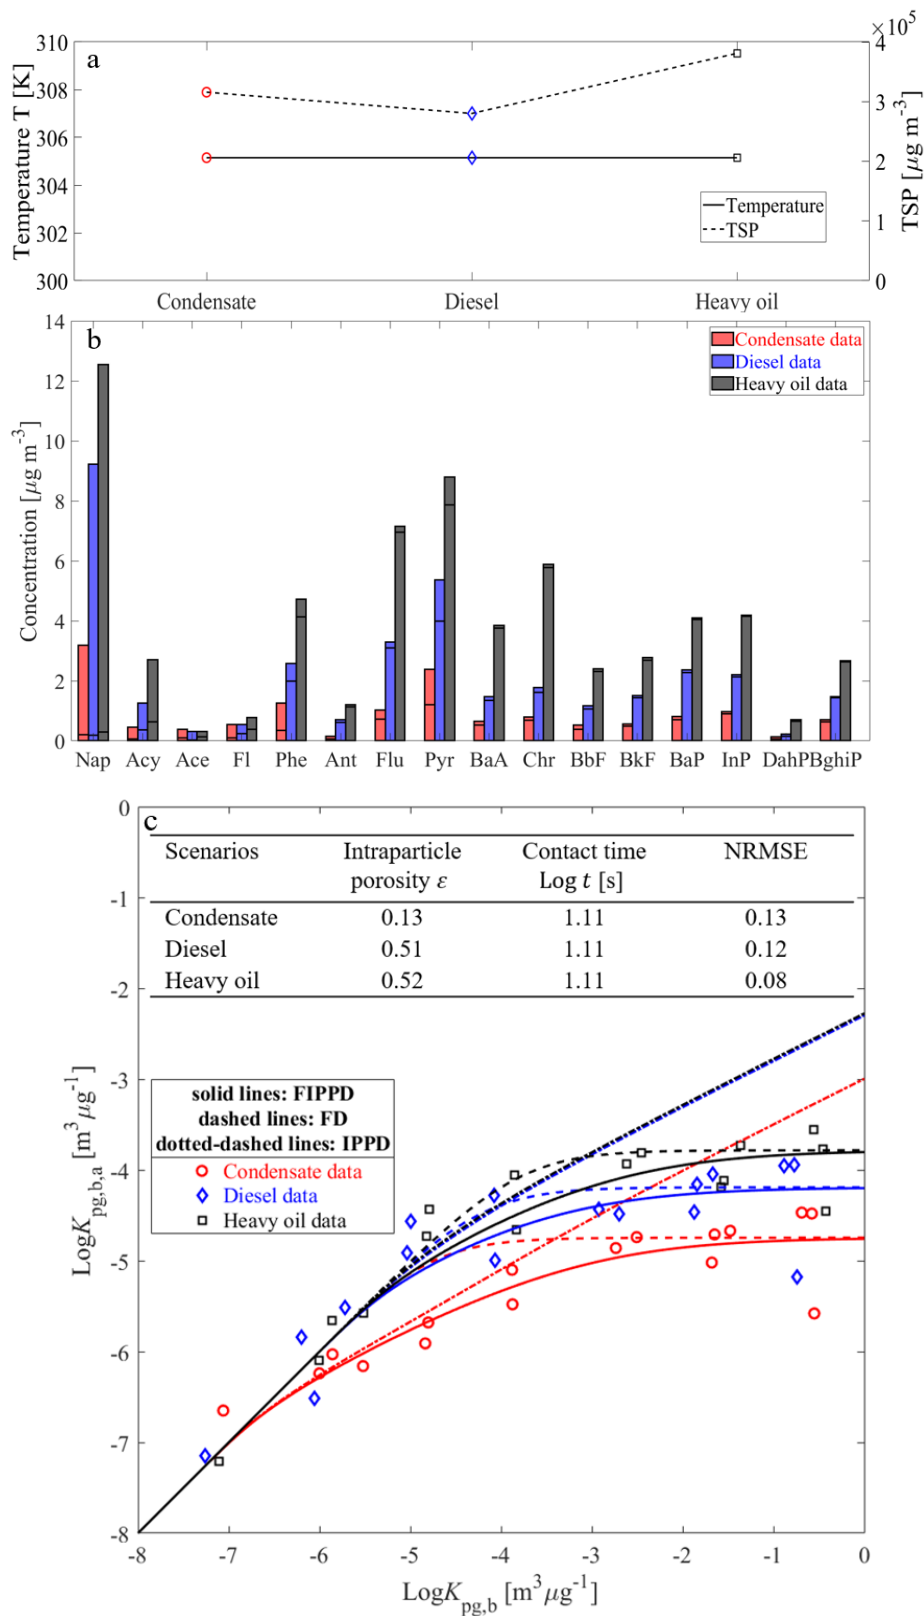 ×10⁵
a
310
308
306
304
302
300
Temperature T [K]
4
3
2
1
0
TSP [μg m⁻³]
Temperature
TSP
Condensate Diesel Heavy oil
b
14
12
10
8
6
4
2
0
Concentration [μg m⁻³]
Condensate data
Diesel data
Heavy oil data
Nap Acy Ace Fl Phe Ant Flu Pyr BaA Chr BbF BkF BaP InP DahP BghiP
c
0
-1
-2
-3
-4
-5
-6
-7
-8
LogK_pg,b,a [m³μg⁻¹]
Scenarios Intraparticle Contact time NRMSE
porosity ε Log t [s]
Condensate 0.13 1.11 0.13
Diesel 0.51 1.11 0.12
Heavy oil 0.52 1.11 0.08
solid lines: FIPPD
dashed lines: FD
dotted-dashed lines: IPPD
Condensate data
Diesel data
Heavy oil data
-8 -7 -6 -5 -4 -3 -2 -1 0
LogK_pg,b [m³μg⁻¹]